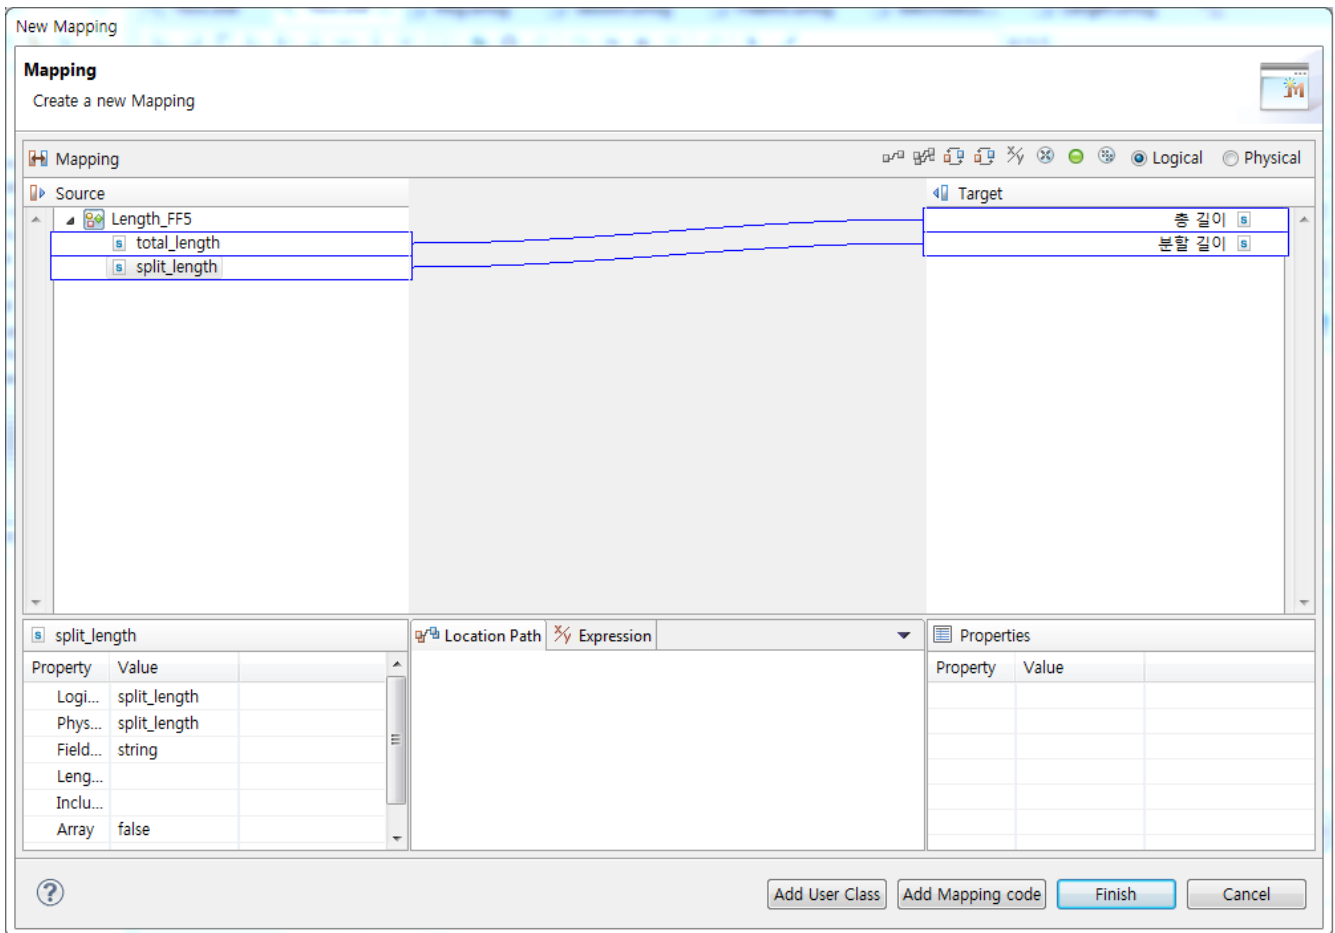 New Mapping
Mapping
Create a new Mapping
Mapping
Logical
Physical
Source
Target
Length_FF5
총 길이
total_length
분할 길이
split_length
split_length
Location Path
Expression
Properties
Property Value
Property Value
Logi... split_length
Phys... split_length
Field... string
Leng...
Inclu...
Array false
Add User Class
Add Mapping code
Finish
Cancel